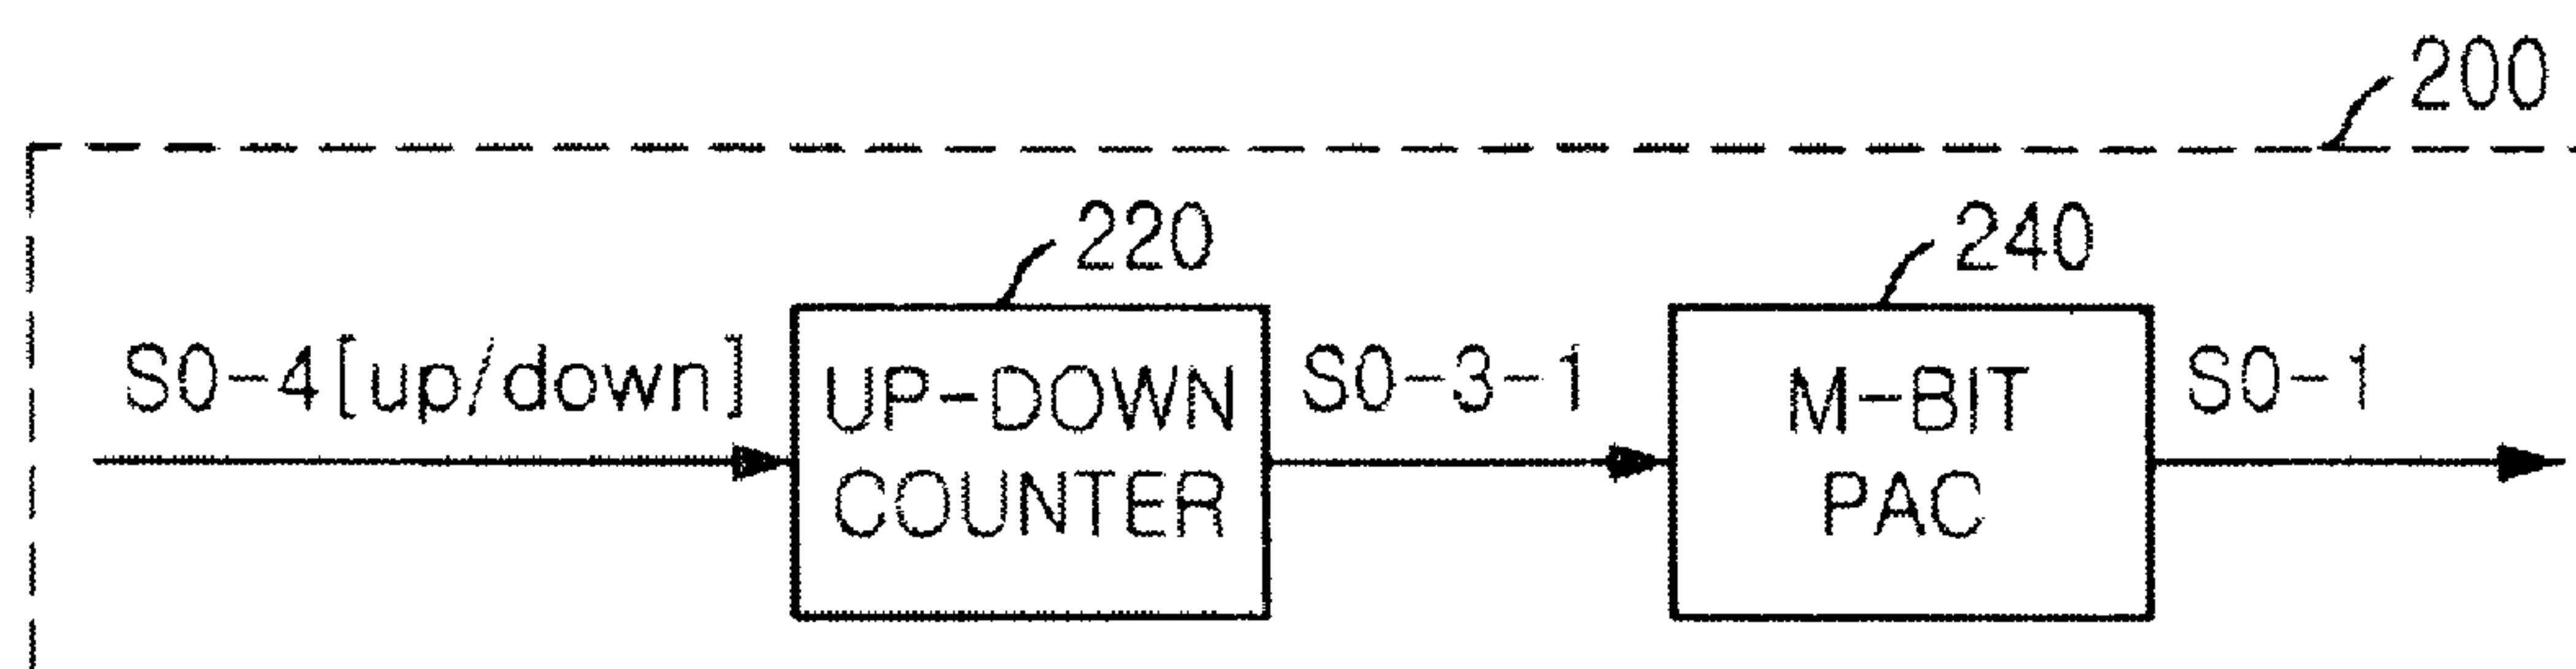 200
220
240
S0-4[up/down]
UP-DOWN
COUNTER
S0-3-1
M-BIT
PAC
S0-1